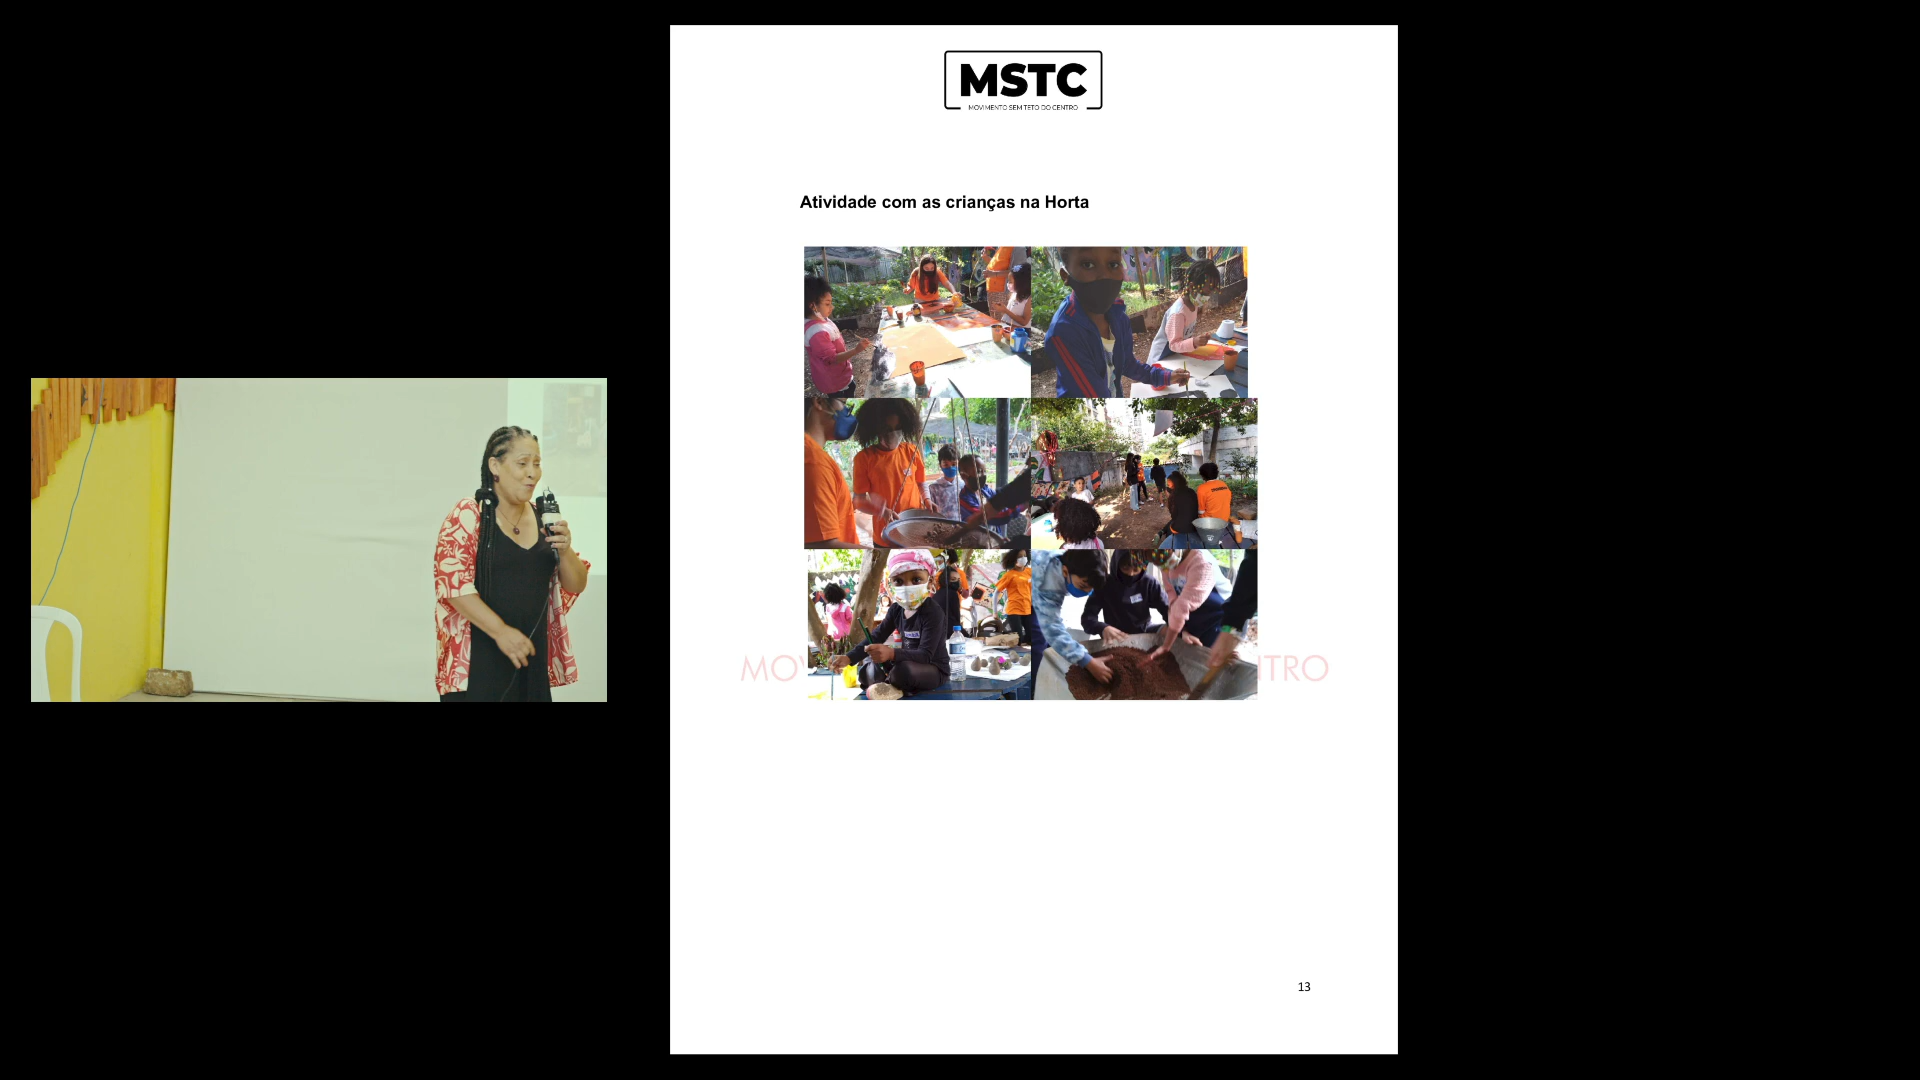 MSTC
MOVIMENTO SEM TETO DO CENTRO
Atividade com as crianças na Horta
13